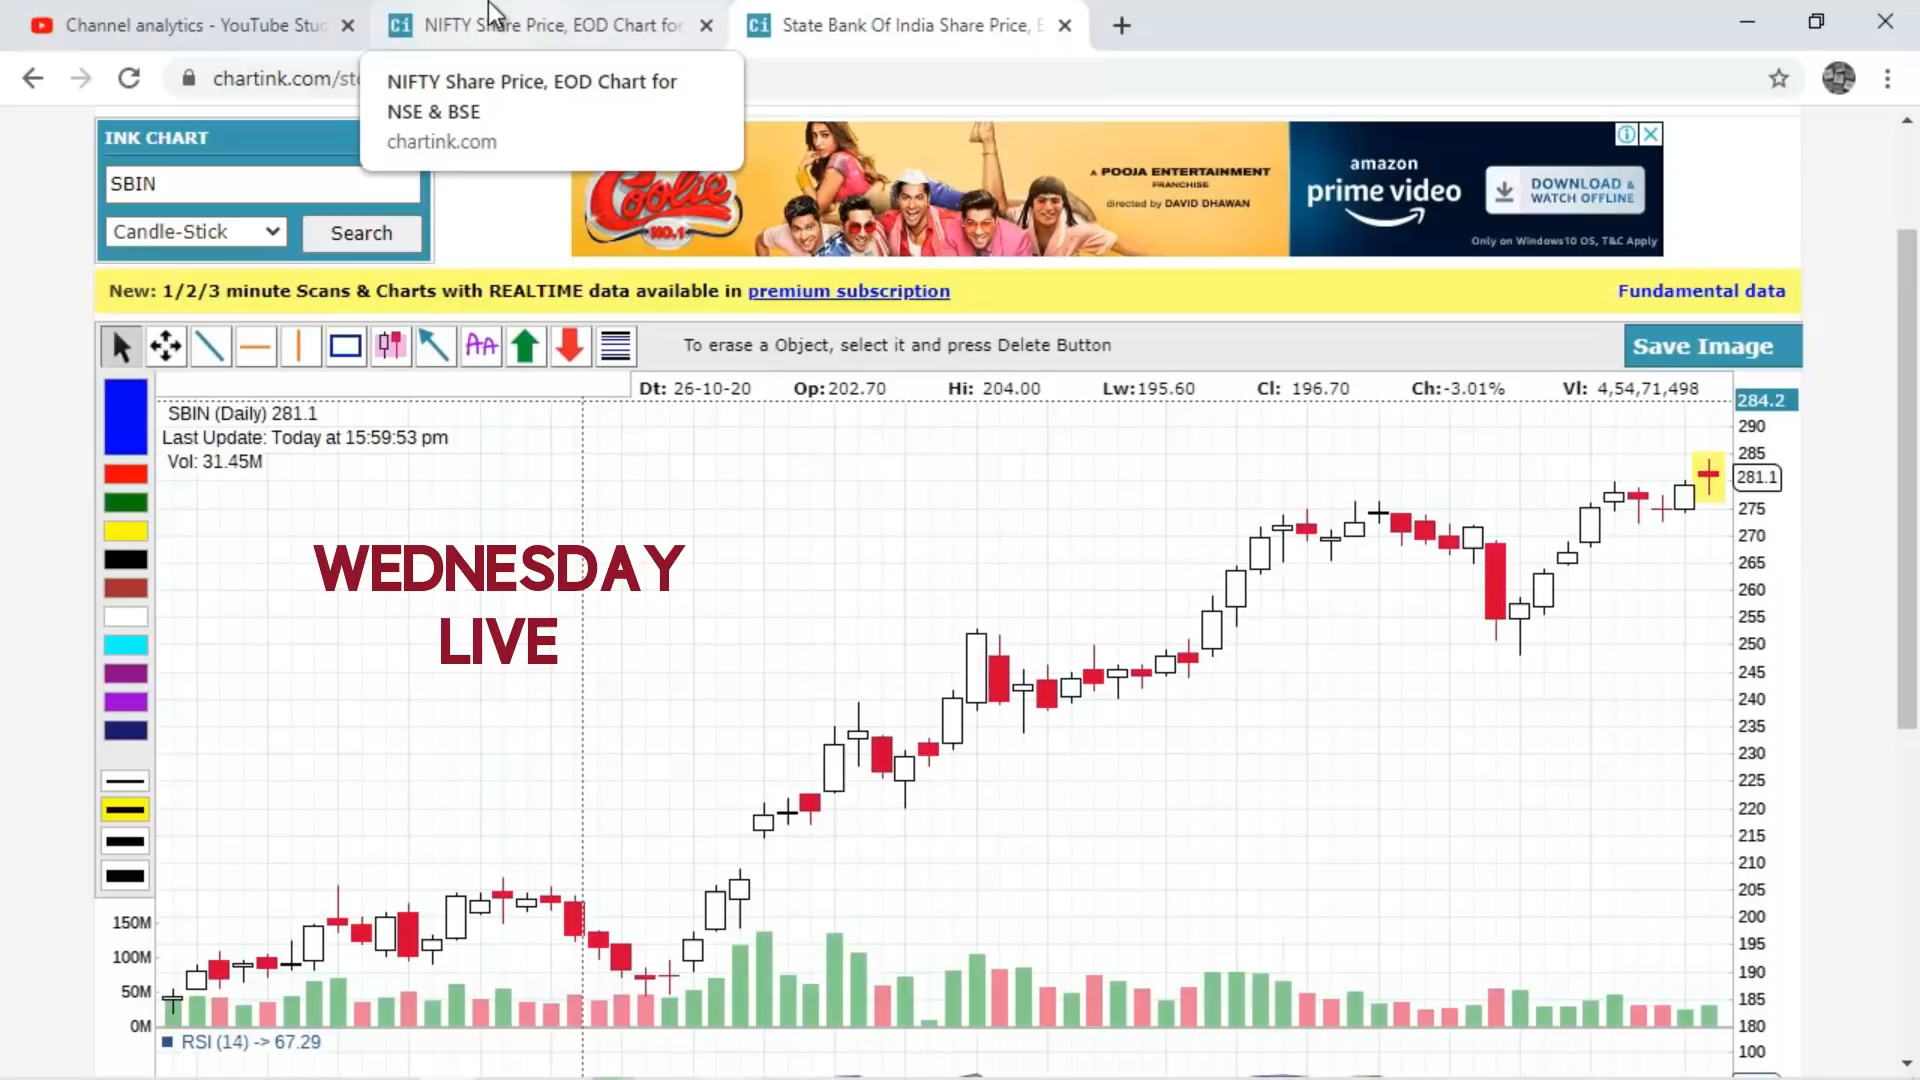 Channel analytics - YouTube Stud
NIFTY Share Price, EOD Chart for
State Bank Of India Share Price, E
chartink.com/sto
NIFTY Share Price, EOD Chart for
NSE & BSE
chartink.com
INK CHART
SBIN
Candle-Stick
Search
Coolie
NO.1
A POOJA ENTERTAINMENT
FRANCHISE
directed by DAVID DHAWAN
amazon
prime video
DOWNLOAD &
WATCH OFFLINE
Only on Windows10 OS, T&C Apply
New: 1/2/3 minute Scans & Charts with REALTIME data available in premium subscription
Fundamental data
AA
To erase a Object, select it and press Delete Button
Save Image
Dt: 26-10-20 Op:202.70 Hi: 204.00 Lw:195.60 Cl: 196.70 Ch:-3.01% Vl: 4,54,71,498
284.2
SBIN (Daily) 281.1
Last Update: Today at 15:59:53 pm
Vol: 31.45M
290
285
281.1
275
270
265
260
255
250
245
240
235
230
225
220
215
210
205
200
195
190
185
180
100
WEDNESDAY
LIVE
150M
100M
50M
0M
RSI (14) -> 67.29